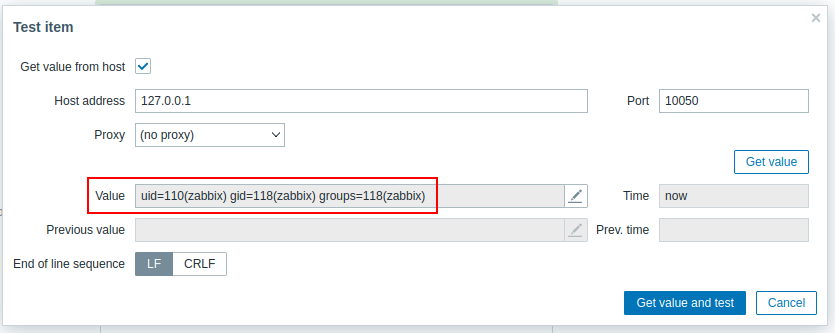 Test item
Get value from host
Host address 127.0.0.1 Port 10050
Proxy (no proxy)
Get value
Value uid=110(zabbix) gid=118(zabbix) groups=118(zabbix) Time now
Previous value Prev. time
End of line sequence LF CRLF
Get value and test Cancel